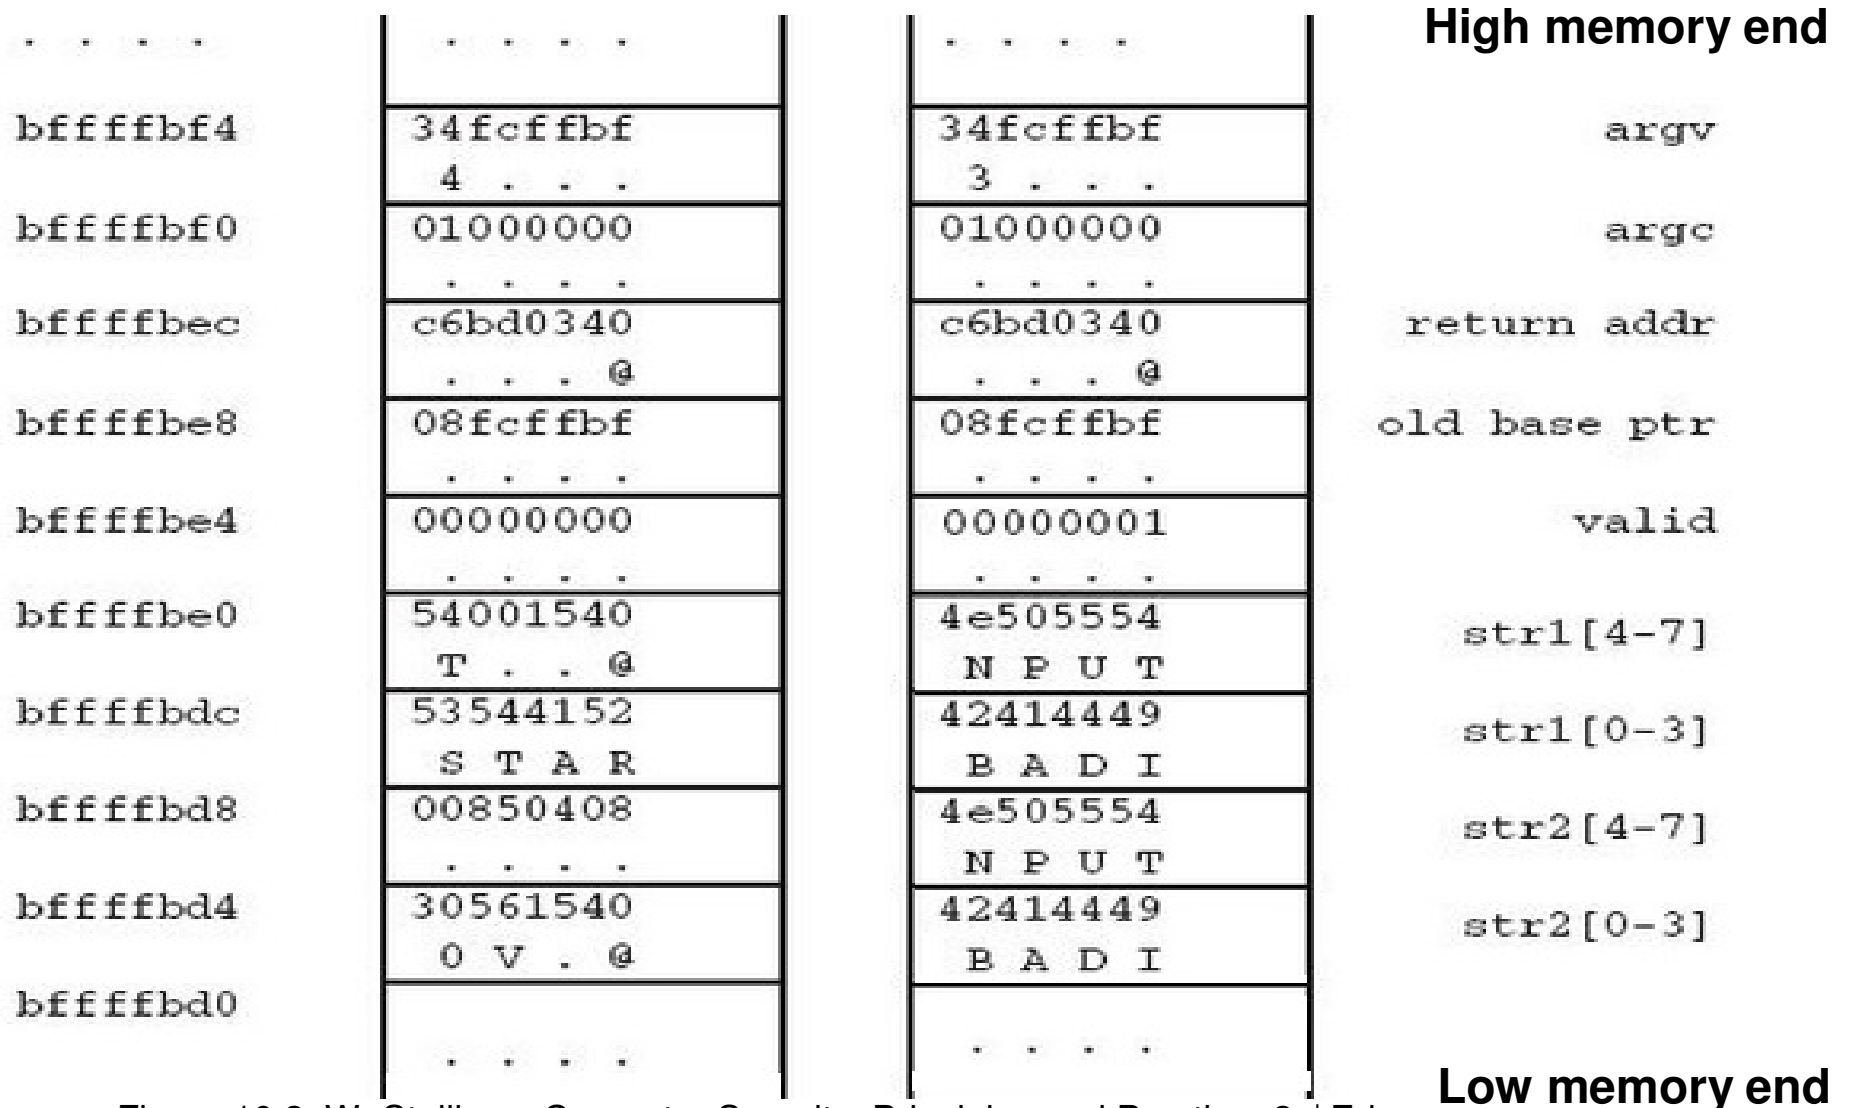 High memory end
. . . . . . . . . . . .
bffffbf4 34fcffbf 34fcffbf argv
4 . . . 3 . . .
bffffbf0 01000000 01000000 argc
. . . . . . . .
bffffbec c6bd0340 c6bd0340 return addr
. . . @ . . . @
bffffbe8 08fcffbf 08fcffbf old base ptr
. . . . . . . .
bffffbe4 00000000 00000001 valid
. . . . . . . .
bffffbe0 54001540 4e505554 str1[4-7]
T . . @ N P U T
bffffbdc 53544152 42414449 str1[0-3]
S T A R B A D I
bffffbd8 00850408 4e505554 str2[4-7]
. . . . N P U T
bffffbd4 30561540 42414449 str2[0-3]
0 V . @ B A D I
bffffbd0
. . . . . . . .
Low memory end